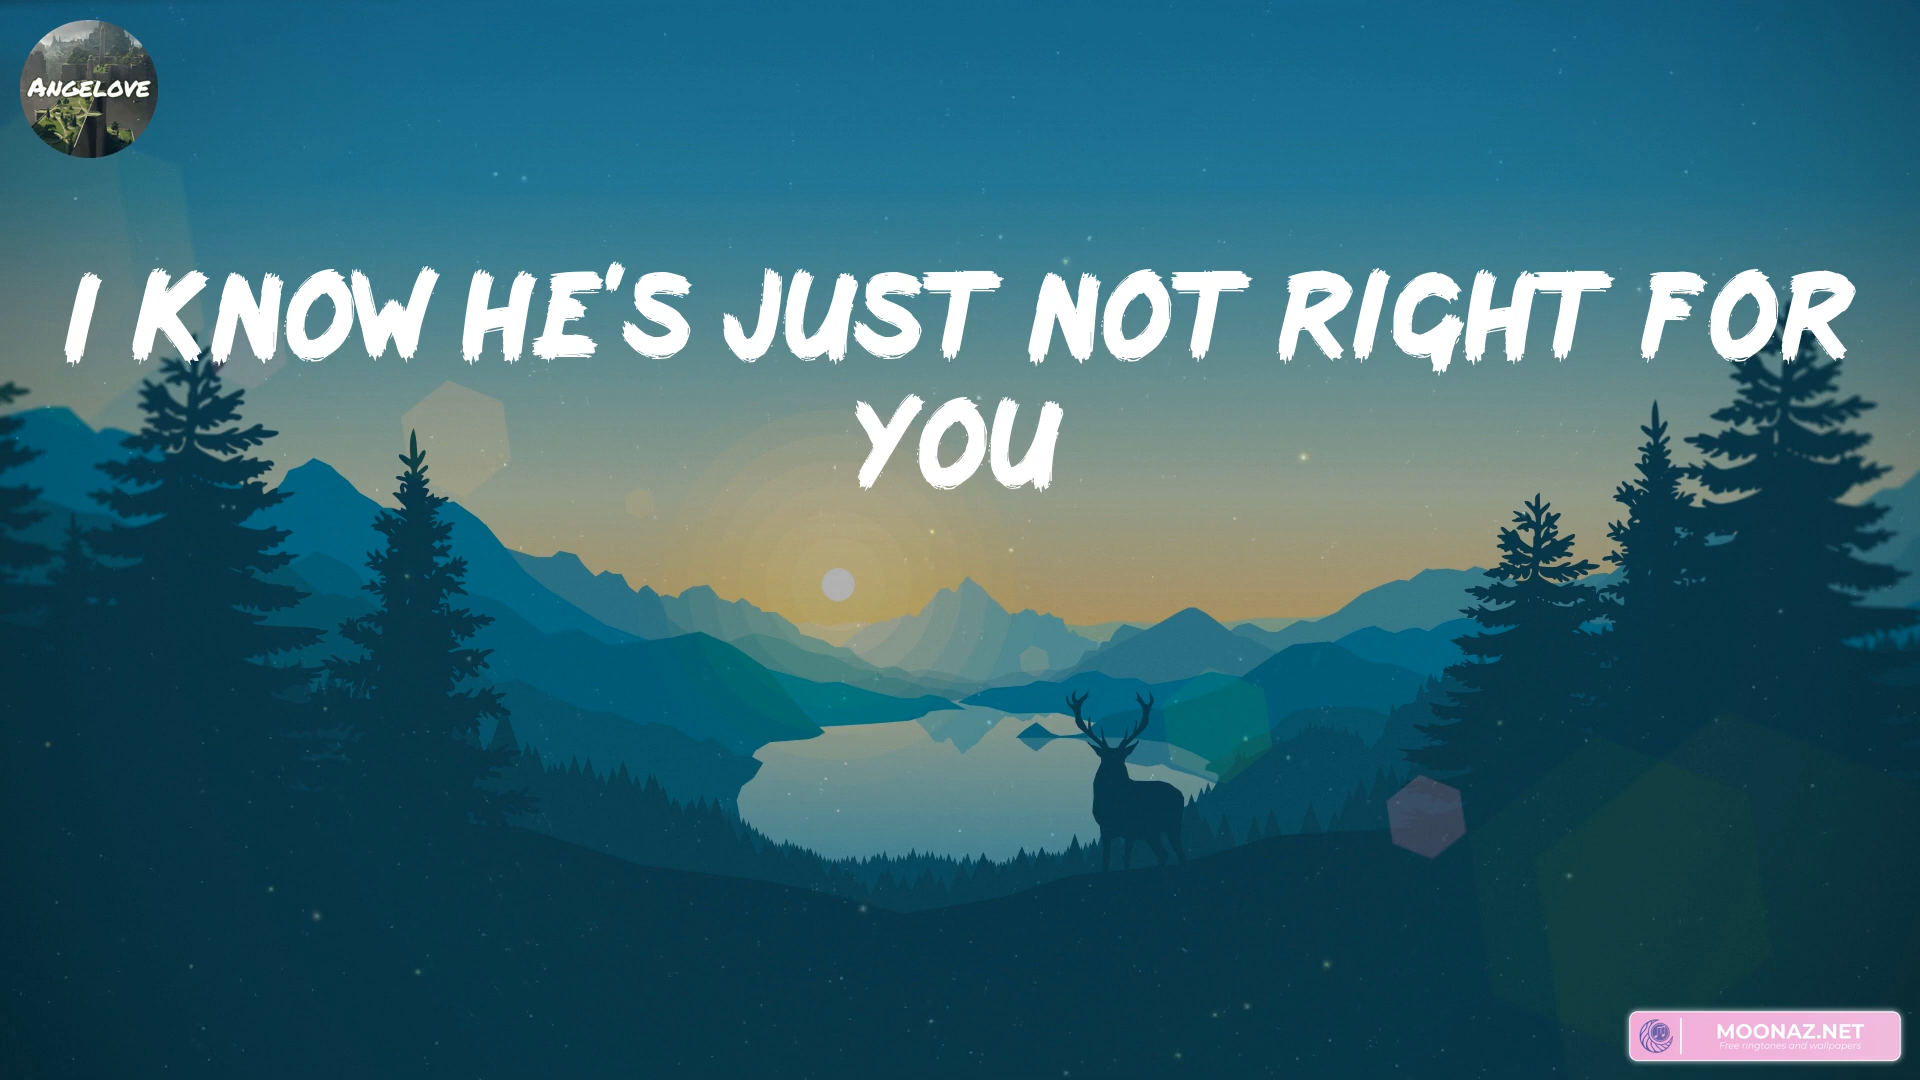 ANGELOVE
I KNOW HE'S JUST NOT RIGHT FOR
YOU
MOONAZ.NET
Free ringtones and wallpapers